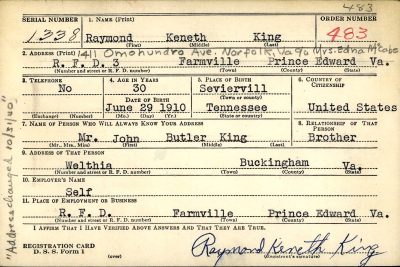 483
SERIAL NUMBER 1. NAME (Print) ORDER NUMBER
1338 Raymond Keneth King 483
(First) (Middle) (Last)
1411 Omohundro Ave. Norfolk, Va. % Mrs. Edna McCabe
2. ADDRESS (Print)
R. F. D. 3 Farmville Prince Edward Va.
(Number and street or R. F. D. number) (Town) (County) (State)
3. TELEPHONE 4. AGE IN YEARS 5. PLACE OF BIRTH 6. COUNTRY OF CITIZENSHIP
No 30 Seviervill
(Town or county)
DATE OF BIRTH
June 29 1910 Tennessee United States
(Exchange) (Number) (Mo.) (Day) (Yr.) (State or country)
7. NAME OF PERSON WHO WILL ALWAYS KNOW YOUR ADDRESS 8. RELATIONSHIP OF THAT PERSON
Mr. John Butler King Brother
(Mr., Mrs., Miss) (First) (Middle) (Last)
9. ADDRESS OF THAT PERSON
Welthia Buckingham Va.
(Number and street or R. F. D. number) (Town) (County) (State)
10. EMPLOYER'S NAME
Self
11. PLACE OF EMPLOYMENT OR BUSINESS
R. F. D. Farmville Prince Edward Va.
(Number and street or R. F. D. number) (Town) (County) (State)
I AFFIRM THAT I HAVE VERIFIED ABOVE ANSWERS AND THAT THEY ARE TRUE.
REGISTRATION CARD
D. S. S. Form 1 (over) Raymond Keneth King
(Registrant's signature)
"Address changed 10/31/40"